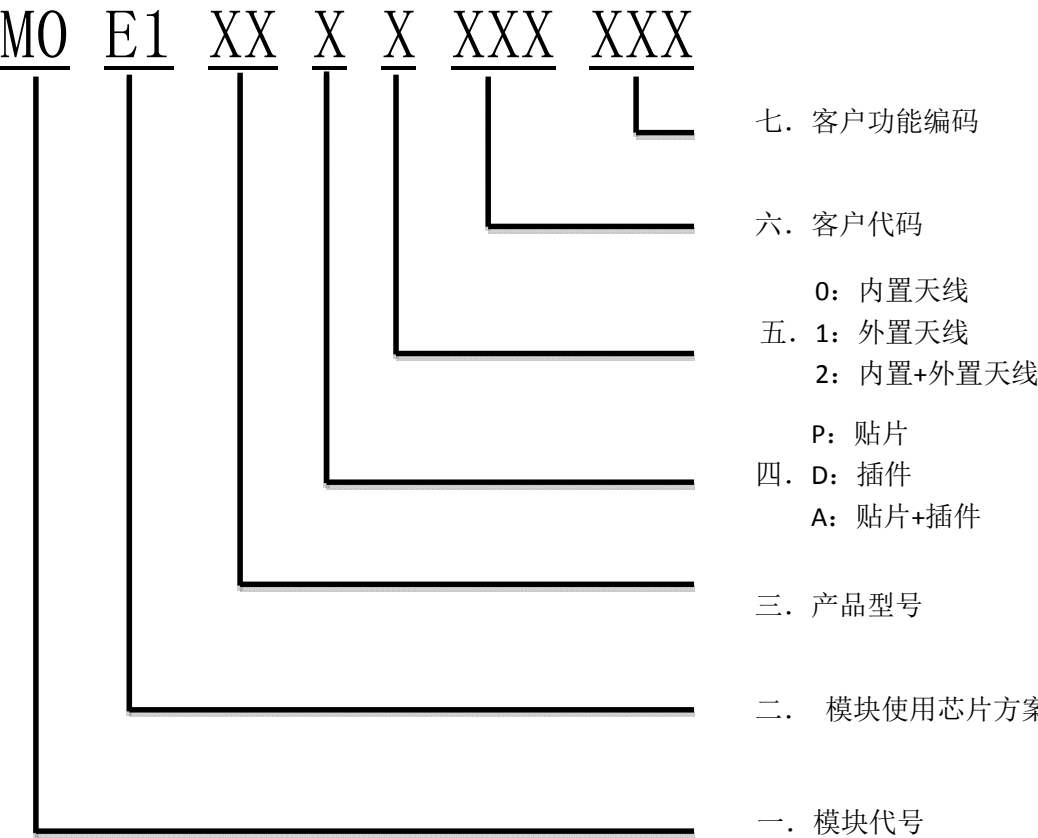 MO E1 XX X X XXX XXX
七. 客户功能编码
六. 客户代码
0: 内置天线
五. 1: 外置天线
2: 内置+外置天线
P: 贴片
四. D: 插件
A: 贴片+插件
三. 产品型号
二. 模块使用芯片方案
一. 模块代号